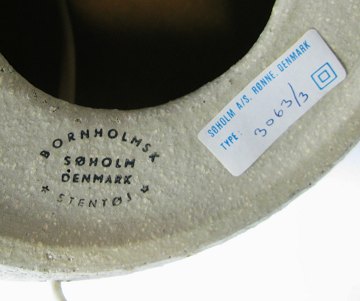 BORNHOLMSK
SØHOLM
DENMARK
* STENTØJ *
SØHOLM A/S. RØNNE. DENMARK
TYPE: 3063/3